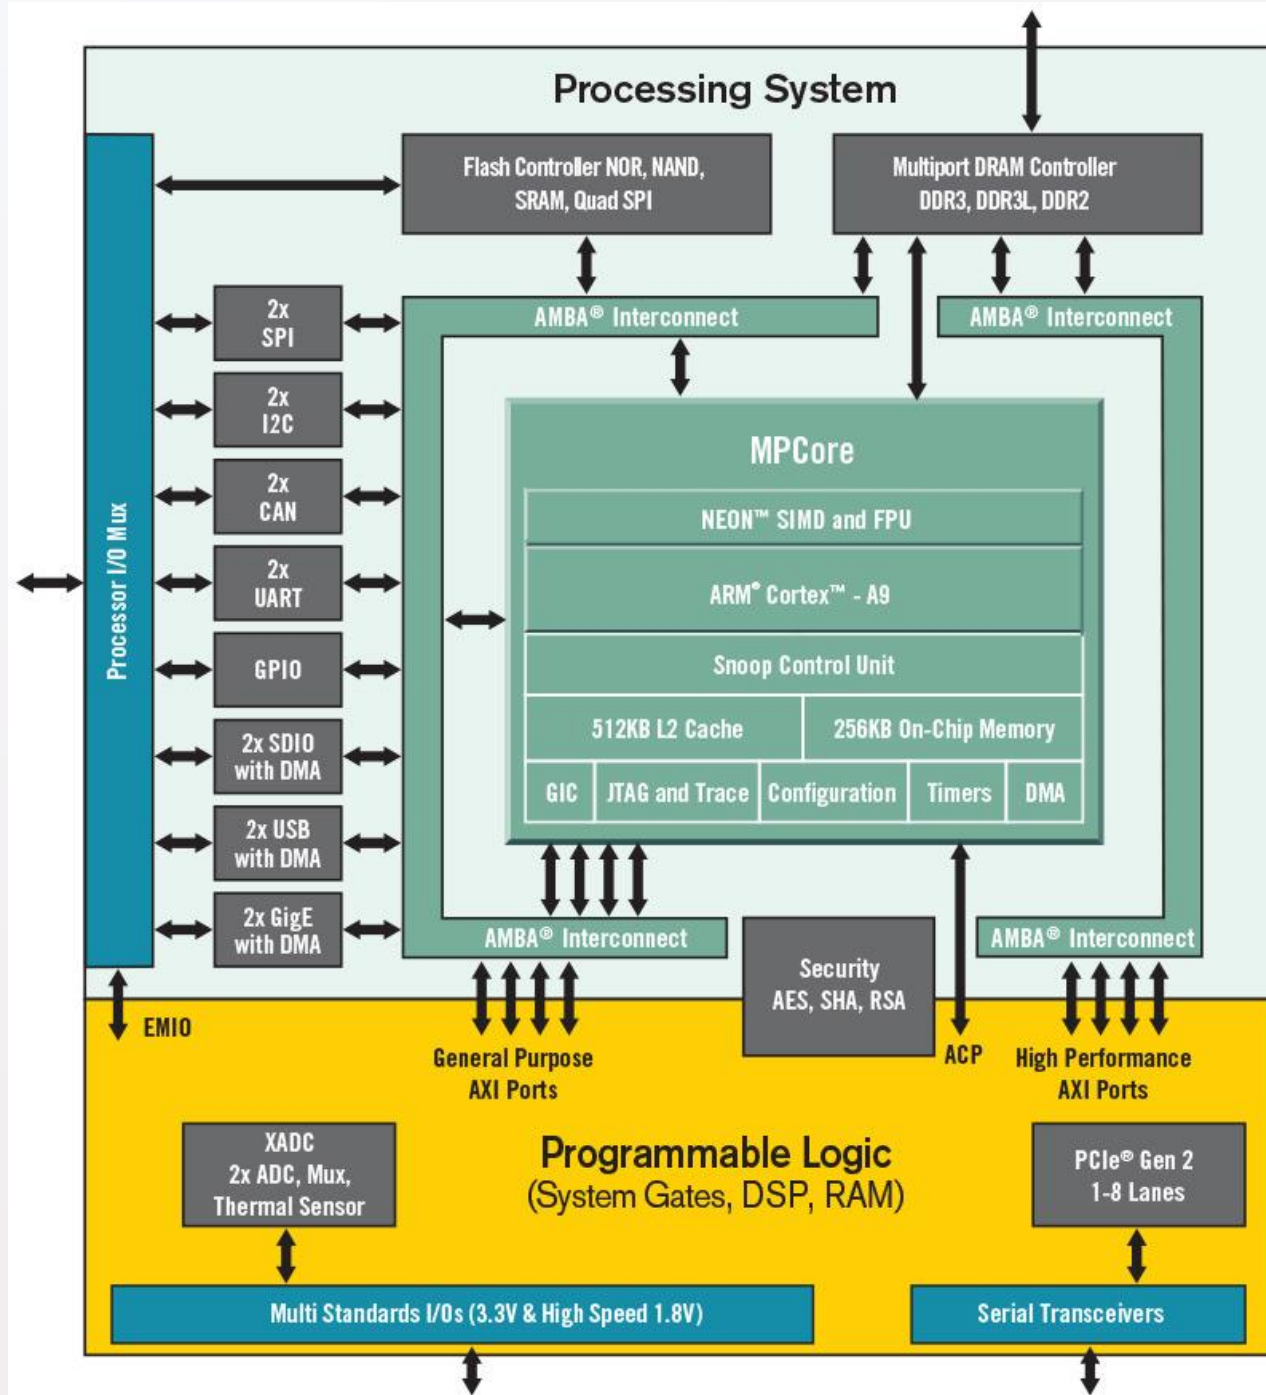 Processing System
Flash Controller NOR, NAND,
SRAM, Quad SPI
Multiport DRAM Controller
DDR3, DDR3L, DDR2
AMBA® Interconnect
AMBA® Interconnect
Processor I/O Mux
2x
SPI
2x
I2C
2x
CAN
2x
UART
GPIO
2x SDIO
with DMA
2x USB
with DMA
2x GigE
with DMA
MPCore
NEON™ SIMD and FPU
ARM® Cortex™ - A9
Snoop Control Unit
512KB L2 Cache
256KB On-Chip Memory
GIC
JTAG and Trace
Configuration
Timers
DMA
AMBA® Interconnect
AMBA® Interconnect
Security
AES, SHA, RSA
EMIO
General Purpose
AXI Ports
ACP
High Performance
AXI Ports
XADC
2x ADC, Mux,
Thermal Sensor
Programmable Logic
(System Gates, DSP, RAM)
PCIe® Gen 2
1-8 Lanes
Multi Standards I/Os (3.3V & High Speed 1.8V)
Serial Transceivers